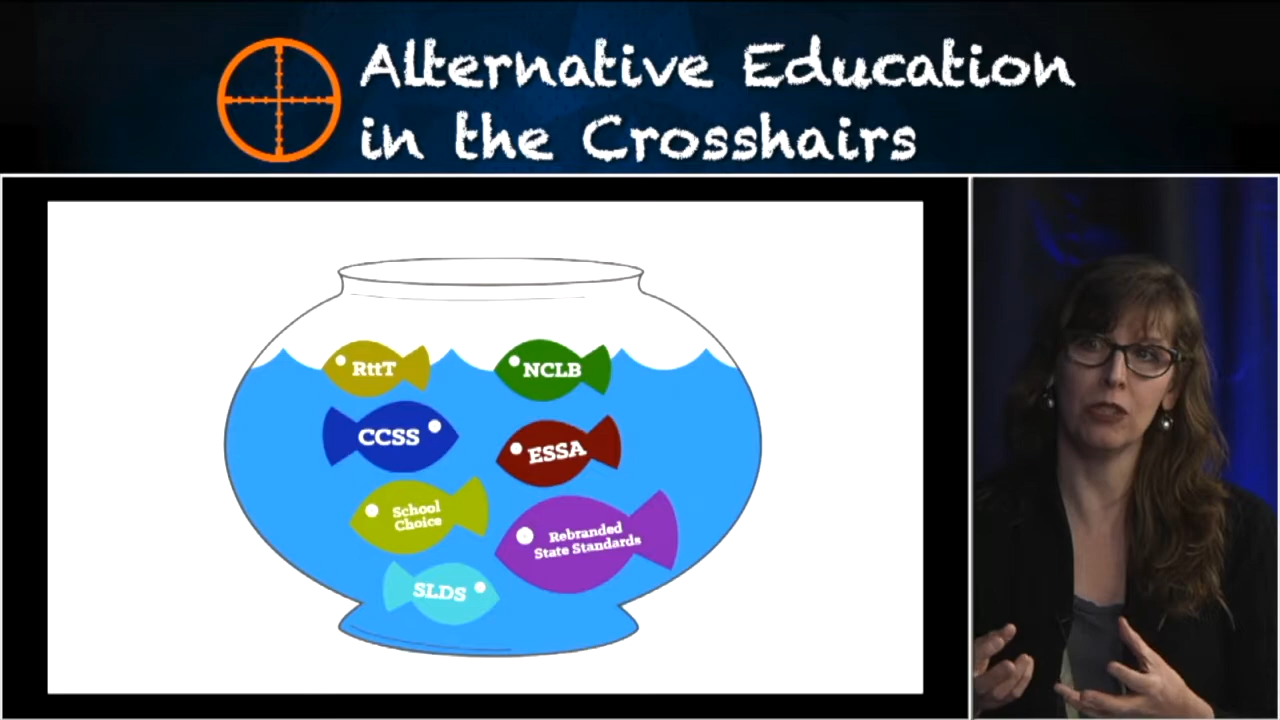 Alternative Education
in the Crosshairs
RttT
NCLB
CCSS
ESSA
School
Choice
Rebranded
State Standards
SLDS